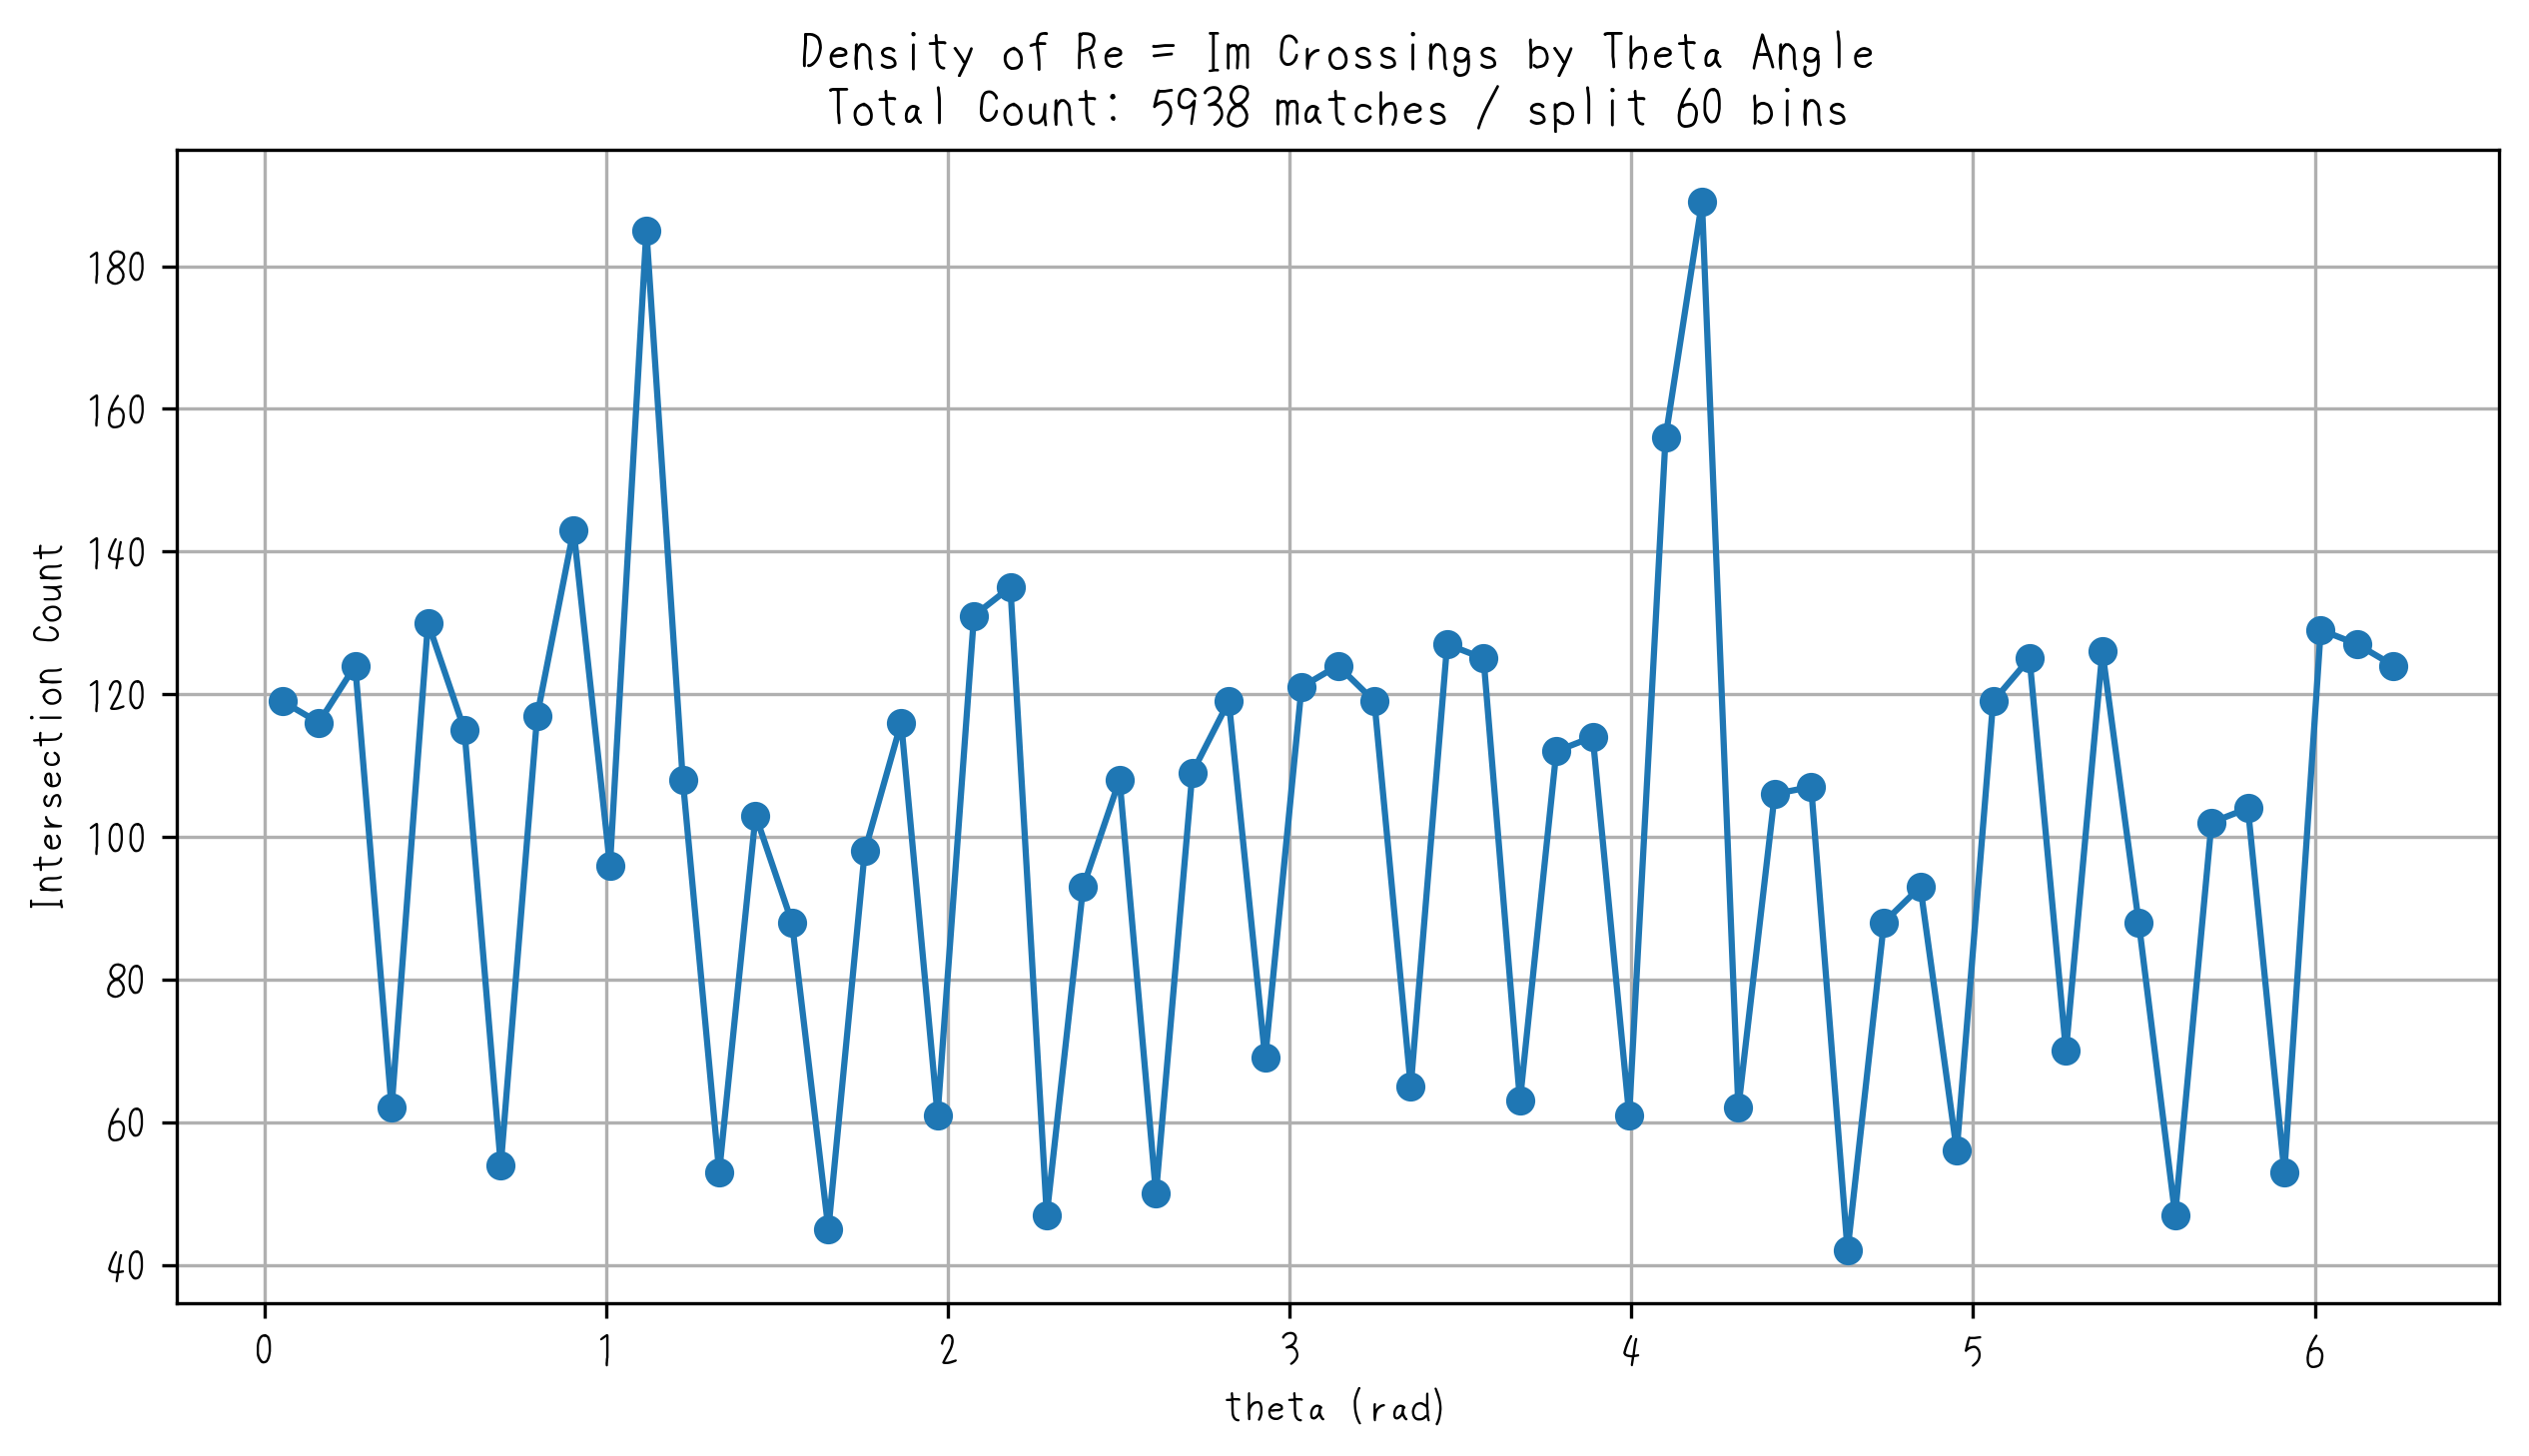 Density of Re = Im Crossings by Theta Angle
Total Count: 5938 matches / split 60 bins
Intersection Count
180
160
140
120
100
80
60
40
0 1 2 3 4 5 6
theta (rad)